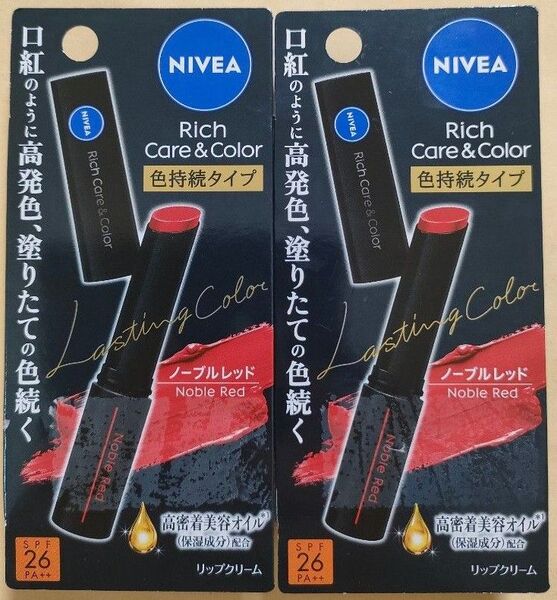 口紅のように高発色、塗りたての色続く
NIVEA
Rich
Care & Color
色持続タイプ
NIVEA Rich Care & Color
Lasting Color
ノーブルレッド
Noble Red
Noble Red
高密着美容オイル*1
(保湿成分)配合
SPF
26
PA++
リップクリーム
口紅のように高発色、塗りたての色続く
NIVEA
Rich
Care & Color
色持続タイプ
NIVEA Rich Care & Color
Lasting Color
ノーブルレッド
Noble Red
Noble Red
高密着美容オイル*1
(保湿成分)配合
SPF
26
PA++
リップクリーム